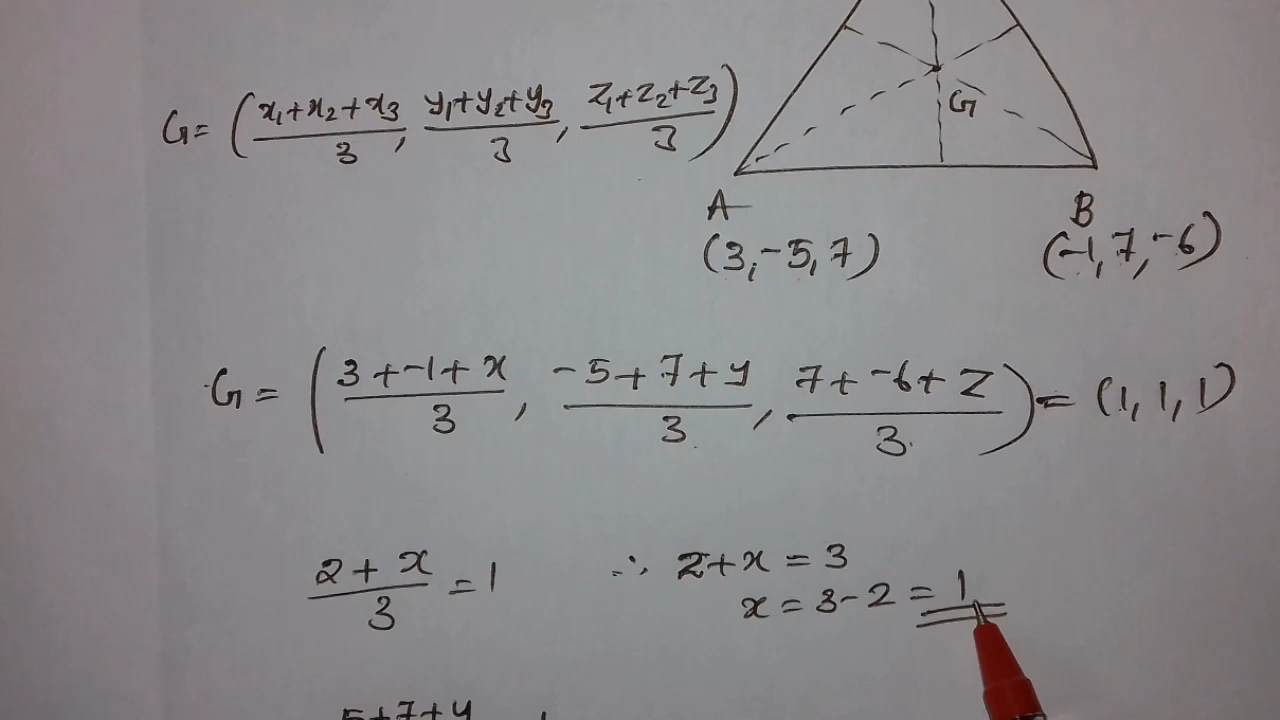 G = ( x₁+x₂+x₃/3, y₁+y₂+y₃/3, z₁+z₂+z₃/3 )
G
A
B
(3, -5, 7)
(-1, 7, -6)
G = ( 3+-1+x/3, -5+7+y/3, 7+-6+z/3 ) = (1, 1, 1)
2+x/3 = 1 ∴ 2+x = 3
x = 3-2 = 1
5+7+y